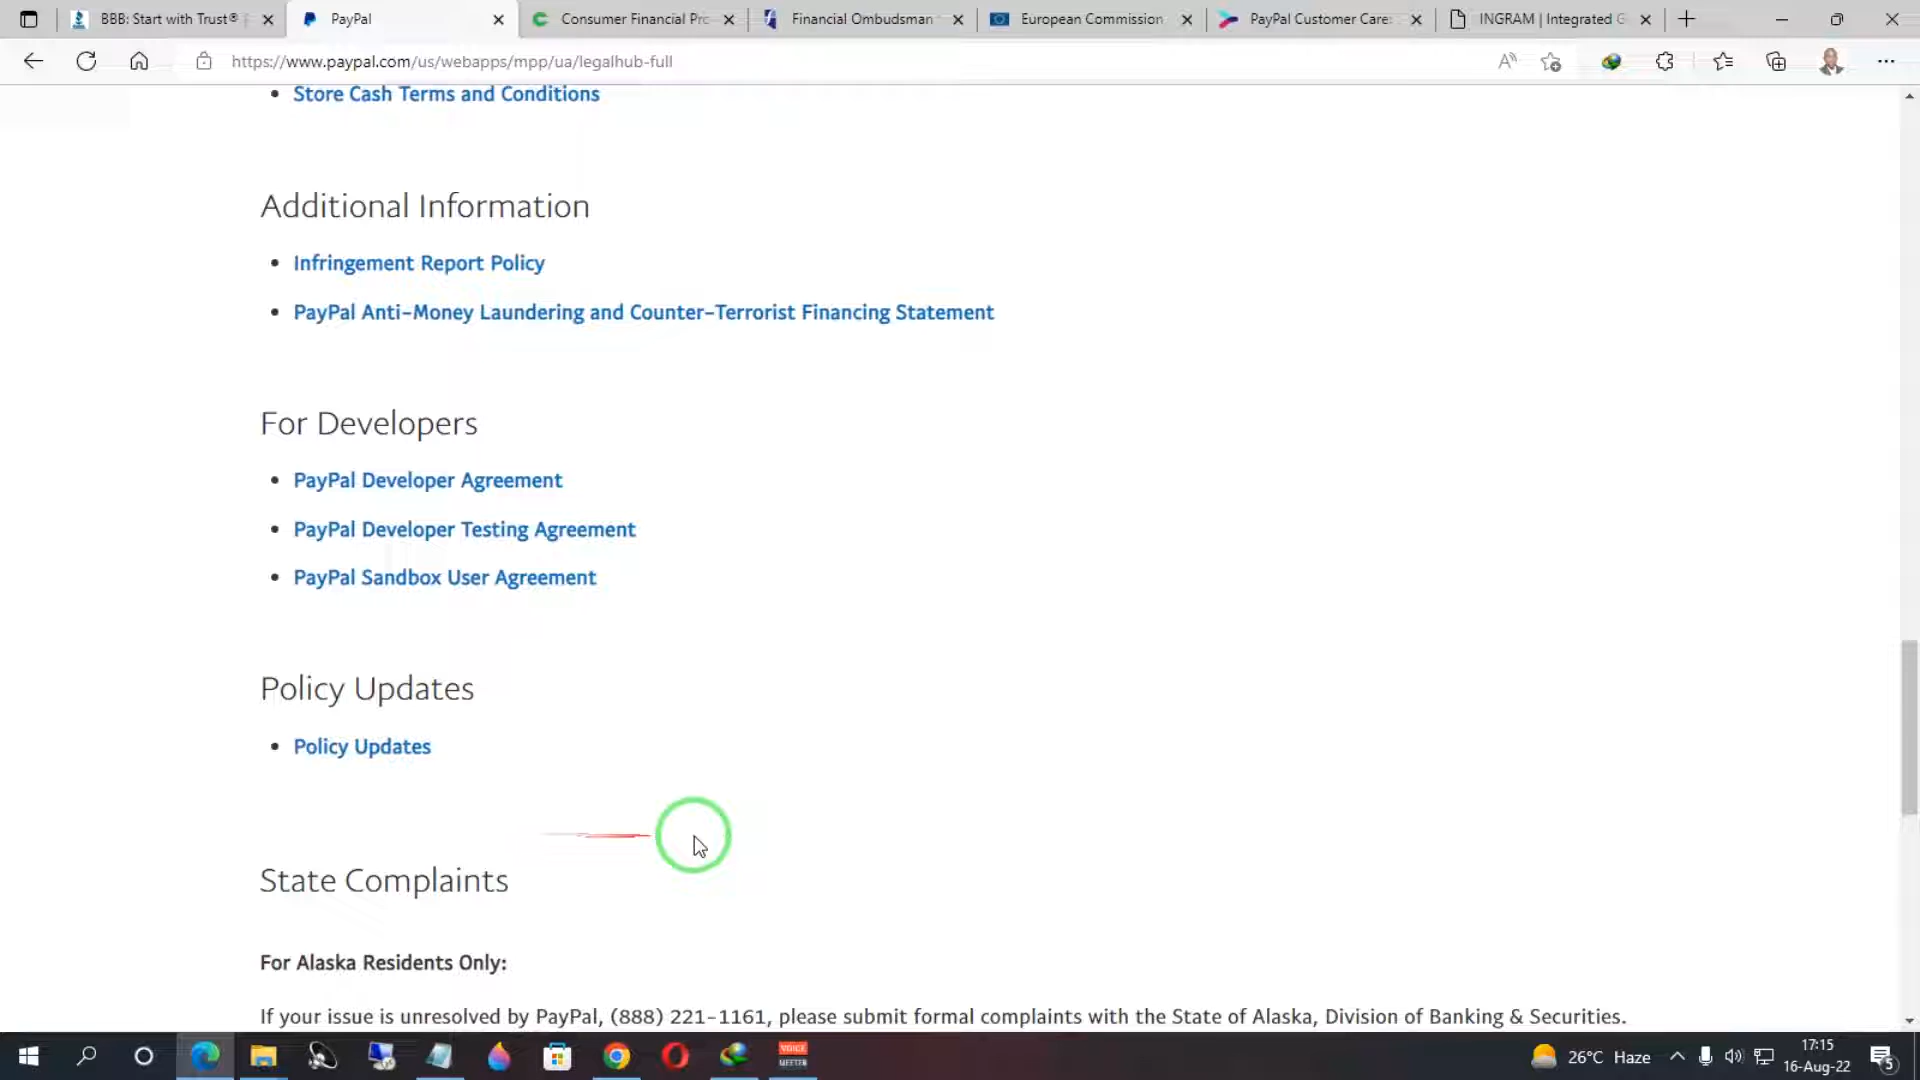 BBB: Start with Trust®
PayPal
Consumer Financial Prc
Financial Ombudsman
European Commission
PayPal Customer Care:
INGRAM | Integrated G
https://www.paypal.com/us/webapps/mpp/ua/legalhub-full
Store Cash Terms and Conditions
Additional Information
Infringement Report Policy
PayPal Anti-Money Laundering and Counter-Terrorist Financing Statement
For Developers
PayPal Developer Agreement
PayPal Developer Testing Agreement
PayPal Sandbox User Agreement
Policy Updates
Policy Updates
State Complaints
For Alaska Residents Only:
If your issue is unresolved by PayPal, (888) 221-1161, please submit formal complaints with the State of Alaska, Division of Banking & Securities.
VOICE
MEETER
26°C Haze
17:15
16-Aug-22
5